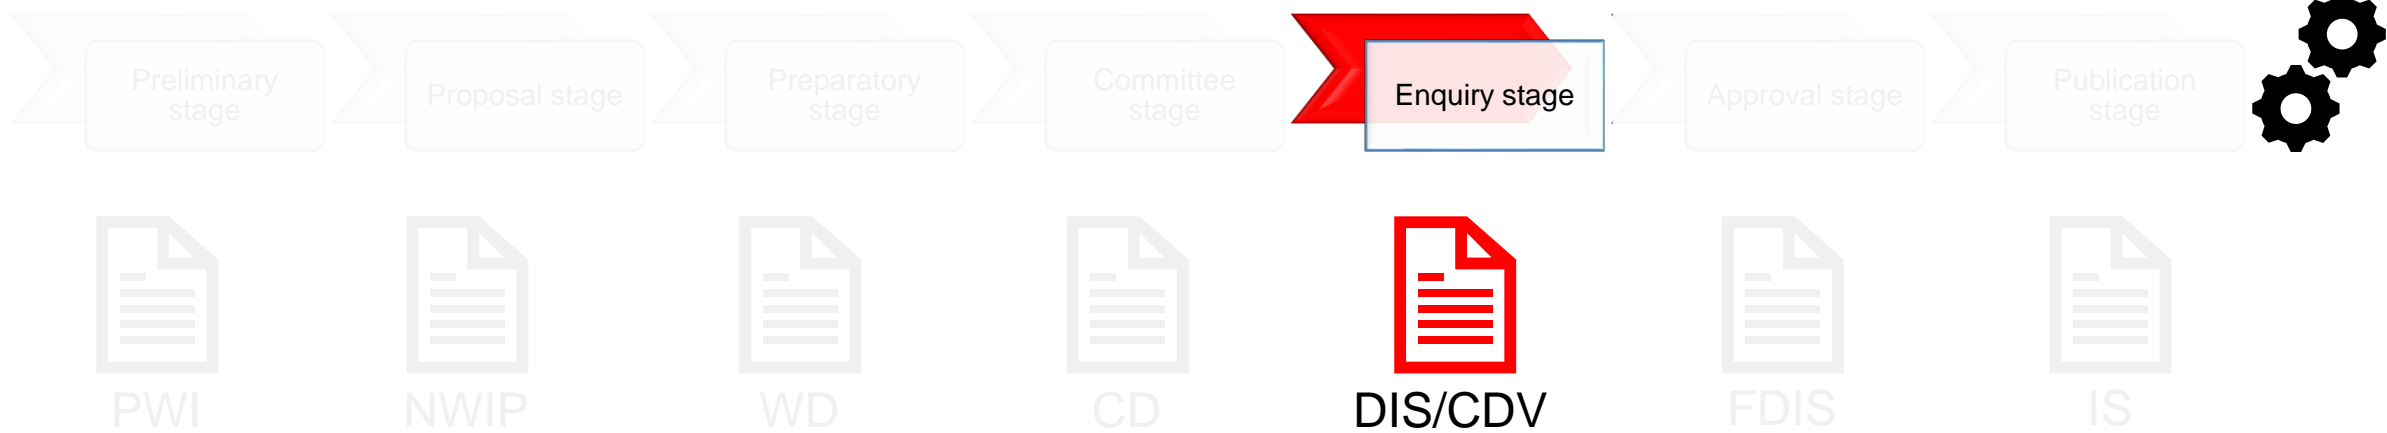 Preliminary
stage
Proposal stage
Preparatory
stage
Committee
stage
Enquiry stage
Approval stage
Publication
stage
PWI
NWIP
WD
CD
DIS/CDV
FDIS
IS